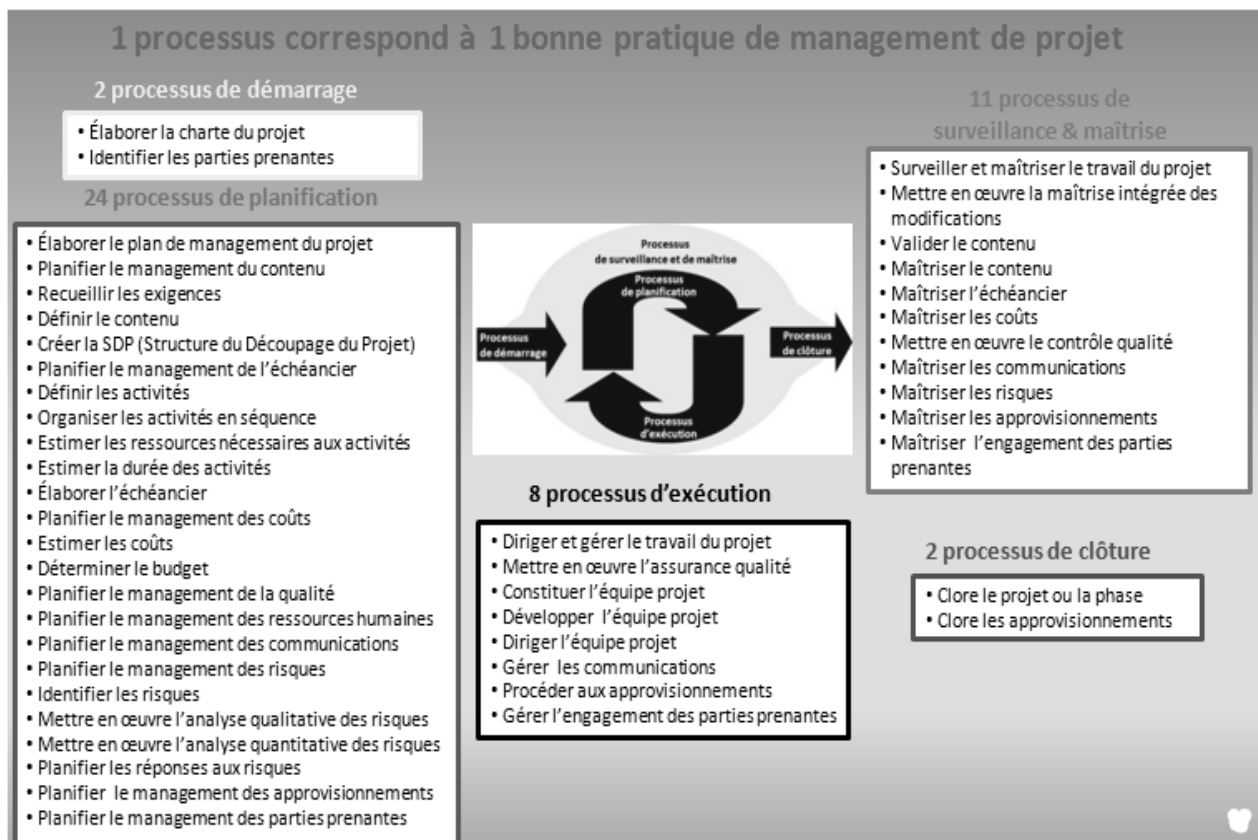 1 processus correspond à 1 bonne pratique de management de projet
2 processus de démarrage
• Élaborer la charte du projet
• Identifier les parties prenantes
24 processus de planification
• Élaborer le plan de management du projet
• Planifier le management du contenu
• Recueillir les exigences
• Définir le contenu
• Créer la SDP (Structure du Découpage du Projet)
• Planifier le management de l'échéancier
• Définir les activités
• Organiser les activités en séquence
• Estimer les ressources nécessaires aux activités
• Estimer la durée des activités
• Élaborer l'échéancier
• Planifier le management des coûts
• Estimer les coûts
• Déterminer le budget
• Planifier le management de la qualité
• Planifier le management des ressources humaines
• Planifier le management des communications
• Planifier le management des risques
• Identifier les risques
• Mettre en œuvre l'analyse qualitative des risques
• Mettre en œuvre l'analyse quantitative des risques
• Planifier les réponses aux risques
• Planifier le management des approvisionnements
• Planifier le management des parties prenantes
Processus
de surveillance et de maîtrise
Processus
de planification
Processus
de démarrage
Processus
de clôture
Processus
d'exécution
8 processus d'exécution
• Diriger et gérer le travail du projet
• Mettre en œuvre l'assurance qualité
• Constituer l'équipe projet
• Développer l'équipe projet
• Diriger l'équipe projet
• Gérer les communications
• Procéder aux approvisionnements
• Gérer l'engagement des parties prenantes
11 processus de
surveillance & maîtrise
• Surveiller et maîtriser le travail du projet
• Mettre en œuvre la maîtrise intégrée des
modifications
• Valider le contenu
• Maîtriser le contenu
• Maîtriser l'échéancier
• Maîtriser les coûts
• Mettre en œuvre le contrôle qualité
• Maîtriser les communications
• Maîtriser les risques
• Maîtriser les approvisionnements
• Maîtriser l'engagement des parties
prenantes
2 processus de clôture
• Clore le projet ou la phase
• Clore les approvisionnements